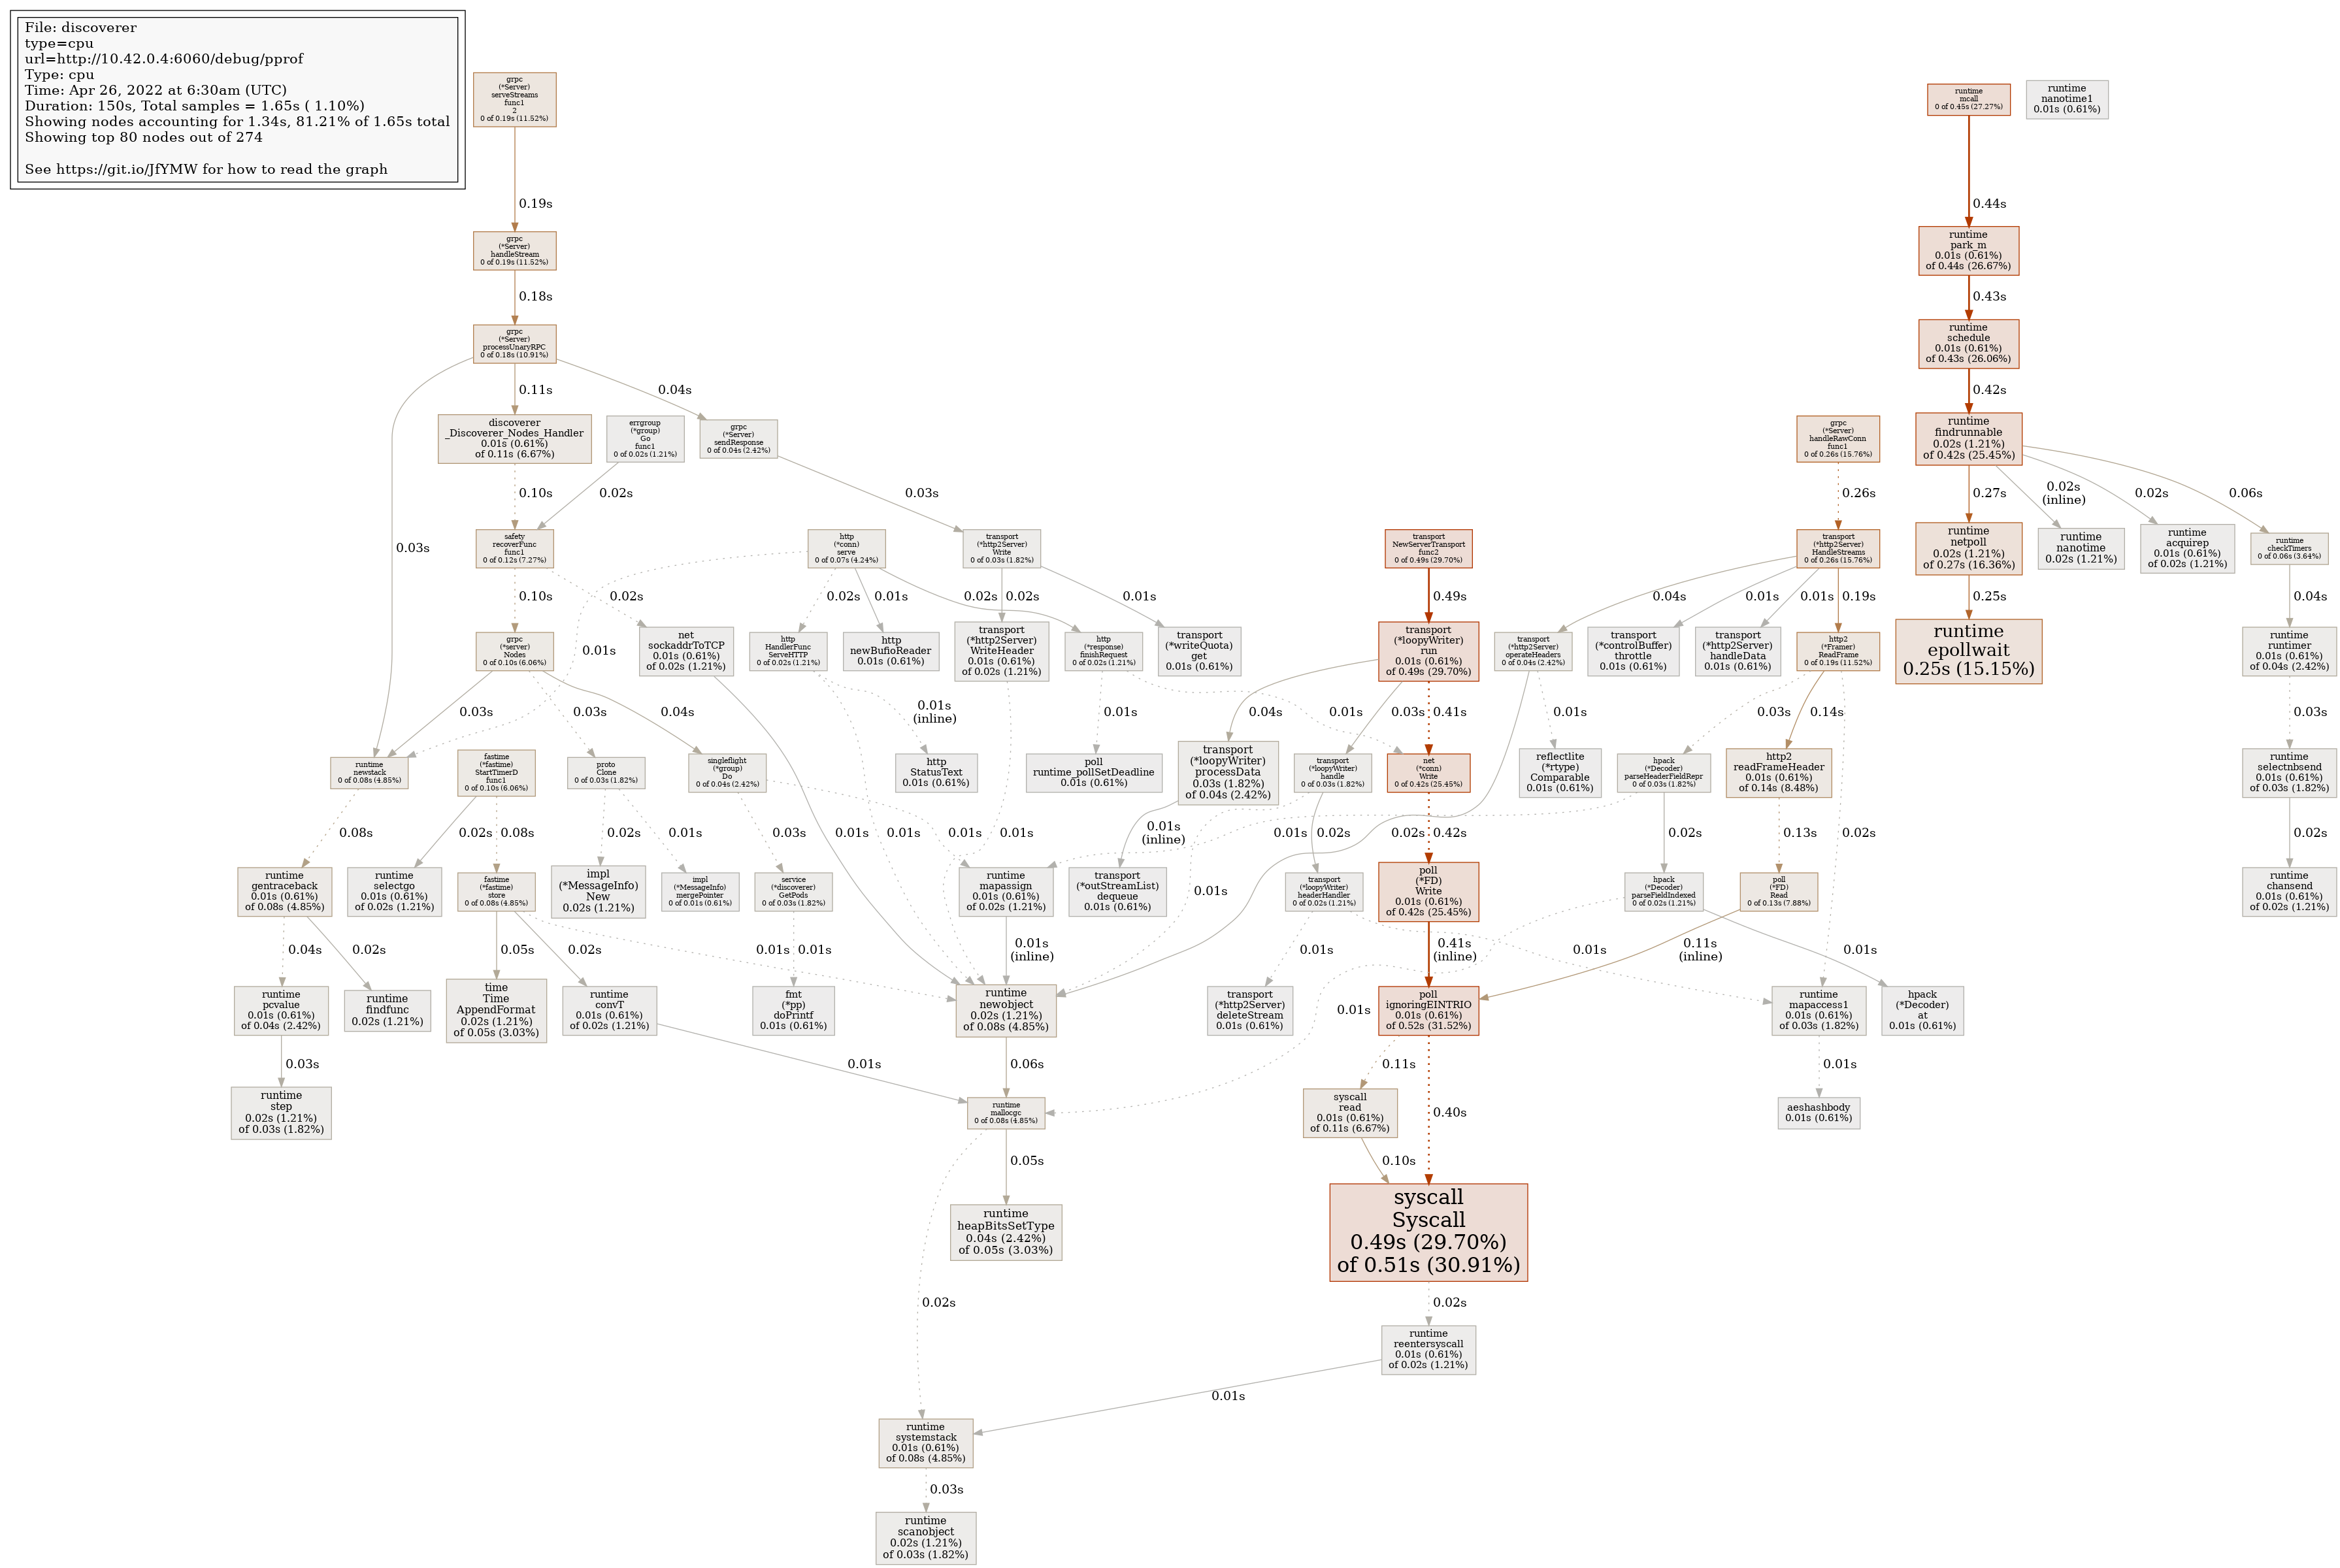 File: discoverer
type=cpu
url=http://10.42.0.4:6060/debug/pprof
Type: cpu
Time: Apr 26, 2022 at 6:30am (UTC)
Duration: 150s, Total samples = 1.65s ( 1.10%)
Showing nodes accounting for 1.34s, 81.21% of 1.65s total
Showing top 80 nodes out of 274
See https://git.io/JfYMW for how to read the graph
grpc
(*Server)
serveStreams
func1
2
0 of 0.19s (11.52%)
runtime
mcall
0 of 0.45s (27.27%)
runtime
nanotime1
0.01s (0.61%)
0.19s
0.44s
grpc
(*Server)
handleStream
0 of 0.19s (11.52%)
runtime
park_m
0.01s (0.61%)
of 0.44s (26.67%)
0.18s
0.43s
grpc
(*Server)
processUnaryRPC
0 of 0.18s (10.91%)
runtime
schedule
0.01s (0.61%)
of 0.43s (26.06%)
0.11s
0.04s
0.42s
discoverer
_Discoverer_Nodes_Handler
0.01s (0.61%)
of 0.11s (6.67%)
errgroup
(*group)
Go
func1
0 of 0.02s (1.21%)
grpc
(*Server)
sendResponse
0 of 0.04s (2.42%)
grpc
(*Server)
handleRawConn
func1
0 of 0.26s (15.76%)
runtime
findrunnable
0.02s (1.21%)
of 0.42s (25.45%)
0.10s
0.02s
0.03s
0.26s
0.27s
0.02s
(inline)
0.02s
0.06s
0.03s
safety
recoverFunc
func1
0 of 0.12s (7.27%)
http
(*conn)
serve
0 of 0.07s (4.24%)
transport
(*http2Server)
Write
0 of 0.03s (1.82%)
transport
NewServerTransport
func2
0 of 0.49s (29.70%)
transport
(*http2Server)
HandleStreams
0 of 0.26s (15.76%)
runtime
netpoll
0.02s (1.21%)
of 0.27s (16.36%)
runtime
nanotime
0.02s (1.21%)
runtime
acquirep
0.01s (0.61%)
of 0.02s (1.21%)
runtime
checkTimers
0 of 0.06s (3.64%)
0.10s
0.02s
0.01s
0.02s
0.01s
0.02s
0.02s
0.01s
0.49s
0.04s
0.01s
0.01s
0.19s
0.25s
0.04s
grpc
(*server)
Nodes
0 of 0.10s (6.06%)
net
sockaddrToTCP
0.01s (0.61%)
of 0.02s (1.21%)
http
HandlerFunc
ServeHTTP
0 of 0.02s (1.21%)
http
newBufioReader
0.01s (0.61%)
transport
(*http2Server)
WriteHeader
0.01s (0.61%)
of 0.02s (1.21%)
http
(*response)
finishRequest
0 of 0.02s (1.21%)
transport
(*writeQuota)
get
0.01s (0.61%)
transport
(*loopyWriter)
run
0.01s (0.61%)
of 0.49s (29.70%)
transport
(*http2Server)
operateHeaders
0 of 0.04s (2.42%)
transport
(*controlBuffer)
throttle
0.01s (0.61%)
transport
(*http2Server)
handleData
0.01s (0.61%)
http2
(*Framer)
ReadFrame
0 of 0.19s (11.52%)
runtime
epollwait
0.25s (15.15%)
runtime
runtimer
0.01s (0.61%)
of 0.04s (2.42%)
0.03s
0.03s
0.04s
0.01s
(inline)
0.01s
0.01s
0.04s
0.03s
0.41s
0.01s
0.03s
0.14s
0.03s
runtime
newstack
0 of 0.08s (4.85%)
fastime
(*fastime)
StartTimerD
func1
0 of 0.10s (6.06%)
proto
Clone
0 of 0.03s (1.82%)
singleflight
(*group)
Do
0 of 0.04s (2.42%)
http
StatusText
0.01s (0.61%)
poll
runtime_pollSetDeadline
0.01s (0.61%)
transport
(*loopyWriter)
processData
0.03s (1.82%)
of 0.04s (2.42%)
transport
(*loopyWriter)
handle
0 of 0.03s (1.82%)
net
(*conn)
Write
0 of 0.42s (25.45%)
reflectlite
(*rtype)
Comparable
0.01s (0.61%)
hpack
(*Decoder)
parseHeaderFieldRepr
0 of 0.03s (1.82%)
http2
readFrameHeader
0.01s (0.61%)
of 0.14s (8.48%)
runtime
selectnbsend
0.01s (0.61%)
of 0.03s (1.82%)
0.08s
0.02s
0.08s
0.02s
0.01s
0.03s
0.01s
0.01s
0.01s
0.01s
0.01s
(inline)
0.01s
0.02s
0.42s
0.02s
0.02s
0.13s
0.02s
0.02s
runtime
gentraceback
0.01s (0.61%)
of 0.08s (4.85%)
runtime
selectgo
0.01s (0.61%)
of 0.02s (1.21%)
fastime
(*fastime)
store
0 of 0.08s (4.85%)
impl
(*MessageInfo)
New
0.02s (1.21%)
impl
(*MessageInfo)
mergePointer
0 of 0.01s (0.61%)
service
(*discoverer)
GetPods
0 of 0.03s (1.82%)
runtime
mapassign
0.01s (0.61%)
of 0.02s (1.21%)
transport
(*outStreamList)
dequeue
0.01s (0.61%)
0.01s
transport
(*loopyWriter)
headerHandler
0 of 0.02s (1.21%)
poll
(*FD)
Write
0.01s (0.61%)
of 0.42s (25.45%)
hpack
(*Decoder)
parseFieldIndexed
0 of 0.02s (1.21%)
poll
(*FD)
Read
0 of 0.13s (7.88%)
runtime
chansend
0.01s (0.61%)
of 0.02s (1.21%)
0.04s
0.02s
0.05s
0.02s
0.01s
0.01s
0.01s
(inline)
0.01s
0.41s
(inline)
0.01s
0.11s
(inline)
0.01s
runtime
pcvalue
0.01s (0.61%)
of 0.04s (2.42%)
runtime
findfunc
0.02s (1.21%)
time
Time
AppendFormat
0.02s (1.21%)
of 0.05s (3.03%)
runtime
convT
0.01s (0.61%)
of 0.02s (1.21%)
fmt
(*pp)
doPrintf
0.01s (0.61%)
runtime
newobject
0.02s (1.21%)
of 0.08s (4.85%)
transport
(*http2Server)
deleteStream
0.01s (0.61%)
0.01s
poll
ignoringEINTRIO
0.01s (0.61%)
of 0.52s (31.52%)
runtime
mapaccess1
0.01s (0.61%)
of 0.03s (1.82%)
hpack
(*Decoder)
at
0.01s (0.61%)
0.03s
0.01s
0.06s
0.11s
0.40s
0.01s
runtime
step
0.02s (1.21%)
of 0.03s (1.82%)
runtime
mallocgc
0 of 0.08s (4.85%)
syscall
read
0.01s (0.61%)
of 0.11s (6.67%)
aeshashbody
0.01s (0.61%)
0.05s
0.10s
runtime
heapBitsSetType
0.04s (2.42%)
of 0.05s (3.03%)
syscall
Syscall
0.49s (29.70%)
of 0.51s (30.91%)
0.02s
0.02s
runtime
reentersyscall
0.01s (0.61%)
of 0.02s (1.21%)
0.01s
runtime
systemstack
0.01s (0.61%)
of 0.08s (4.85%)
0.03s
runtime
scanobject
0.02s (1.21%)
of 0.03s (1.82%)